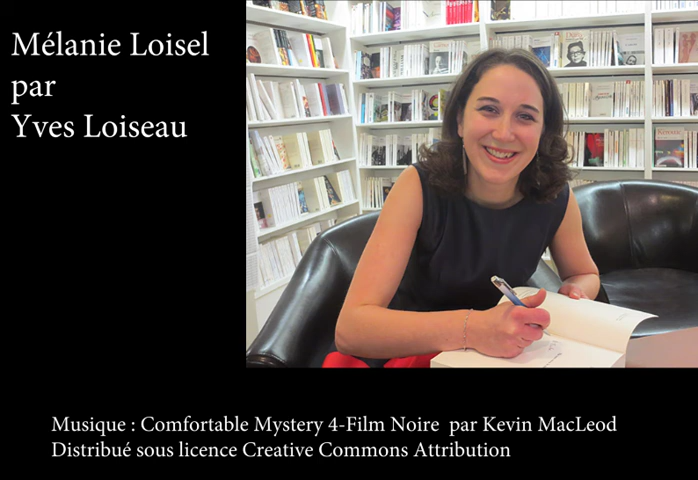 Mélanie Loisel
par
Yves Loiseau
Musique : Comfortable Mystery 4-Film Noire par Kevin MacLeod
Distribué sous licence Creative Commons Attribution